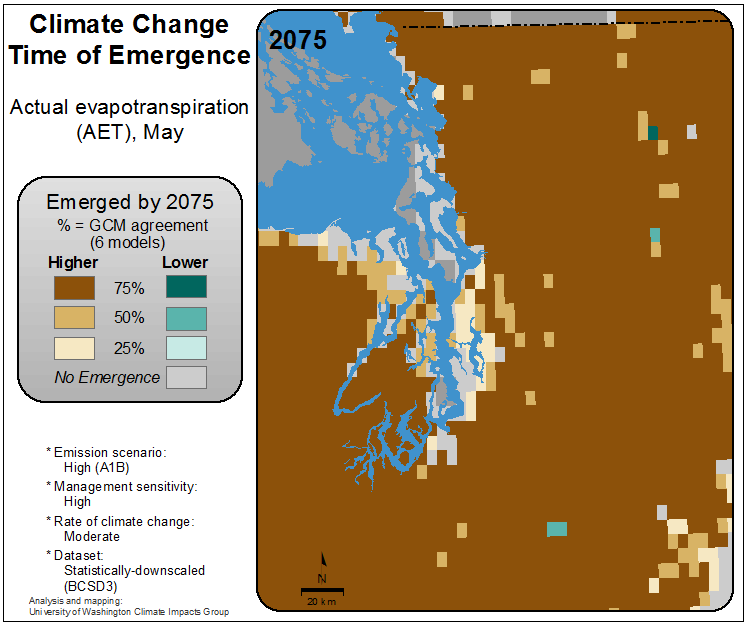 Climate Change
Time of Emergence
Actual evapotranspiration
(AET), May
Emerged by 2075
% = GCM agreement
(6 models)
Higher Lower
75%
50%
25%
No Emergence
* Emission scenario:
High (A1B)
* Management sensitivity:
High
* Rate of climate change:
Moderate
* Dataset:
Statistically-downscaled
(BCSD3)
Analysis and mapping:
University of Washington Climate Impacts Group
2075
N
20 km